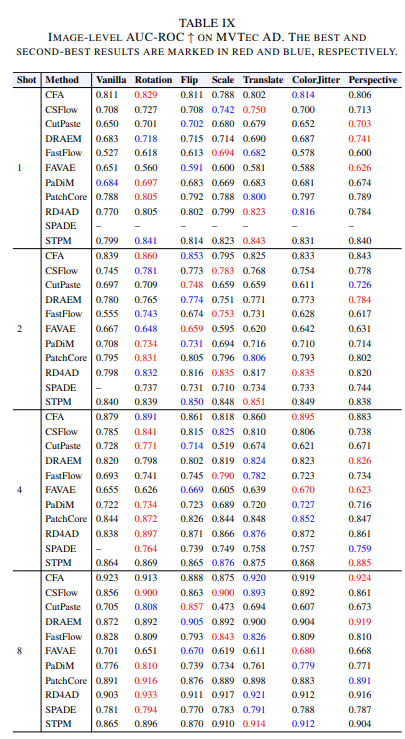 TABLE IX
IMAGE-LEVEL AUC-ROC ↑ ON MVTEC AD. THE BEST AND
SECOND-BEST RESULTS ARE MARKED IN RED AND BLUE, RESPECTIVELY.
Shot Method Vanilla Rotation Flip Scale Translate ColorJitter Perspective
CFA 0.811 0.829 0.811 0.788 0.802 0.814 0.806
CSFlow 0.708 0.727 0.708 0.742 0.750 0.700 0.713
CutPaste 0.650 0.701 0.702 0.680 0.679 0.652 0.703
DRAEM 0.683 0.718 0.715 0.714 0.690 0.687 0.741
FastFlow 0.527 0.618 0.613 0.694 0.682 0.578 0.600
1 FAVAE 0.651 0.560 0.591 0.600 0.581 0.588 0.626
PaDiM 0.684 0.697 0.683 0.669 0.683 0.681 0.674
PatchCore 0.788 0.805 0.792 0.788 0.800 0.797 0.789
RD4AD 0.770 0.805 0.802 0.799 0.823 0.816 0.784
SPADE – – – – – – –
STPM 0.799 0.841 0.814 0.823 0.843 0.831 0.840
CFA 0.839 0.860 0.853 0.795 0.825 0.833 0.843
CSFlow 0.745 0.781 0.773 0.783 0.768 0.754 0.778
CutPaste 0.697 0.709 0.748 0.659 0.659 0.611 0.726
DRAEM 0.780 0.765 0.774 0.751 0.771 0.773 0.784
FastFlow 0.555 0.743 0.674 0.753 0.731 0.628 0.617
2 FAVAE 0.667 0.648 0.659 0.595 0.620 0.642 0.631
PaDiM 0.708 0.734 0.731 0.694 0.716 0.710 0.714
PatchCore 0.795 0.831 0.805 0.796 0.806 0.793 0.802
RD4AD 0.798 0.832 0.816 0.835 0.817 0.835 0.820
SPADE – 0.737 0.731 0.710 0.734 0.733 0.744
STPM 0.840 0.839 0.850 0.848 0.851 0.849 0.838
CFA 0.879 0.891 0.861 0.818 0.860 0.895 0.883
CSFlow 0.785 0.841 0.815 0.825 0.810 0.806 0.738
CutPaste 0.728 0.771 0.714 0.519 0.674 0.621 0.671
DRAEM 0.820 0.798 0.802 0.819 0.824 0.823 0.826
FastFlow 0.693 0.741 0.745 0.790 0.782 0.723 0.734
4 FAVAE 0.655 0.626 0.669 0.605 0.639 0.670 0.623
PaDiM 0.722 0.734 0.723 0.689 0.720 0.727 0.716
PatchCore 0.844 0.872 0.826 0.844 0.848 0.852 0.847
RD4AD 0.838 0.897 0.871 0.866 0.876 0.872 0.861
SPADE – 0.764 0.739 0.748 0.758 0.757 0.759
STPM 0.864 0.869 0.865 0.876 0.875 0.868 0.885
CFA 0.923 0.913 0.888 0.875 0.920 0.919 0.924
CSFlow 0.856 0.900 0.863 0.900 0.893 0.892 0.861
CutPaste 0.705 0.808 0.857 0.473 0.694 0.607 0.673
DRAEM 0.872 0.892 0.905 0.892 0.900 0.904 0.919
FastFlow 0.828 0.809 0.793 0.843 0.826 0.809 0.810
8 FAVAE 0.701 0.651 0.670 0.619 0.611 0.680 0.668
PaDiM 0.776 0.810 0.739 0.734 0.761 0.779 0.771
PatchCore 0.891 0.916 0.876 0.889 0.898 0.883 0.891
RD4AD 0.903 0.933 0.911 0.917 0.921 0.912 0.916
SPADE 0.781 0.794 0.770 0.783 0.791 0.788 0.787
STPM 0.865 0.896 0.870 0.910 0.914 0.912 0.904